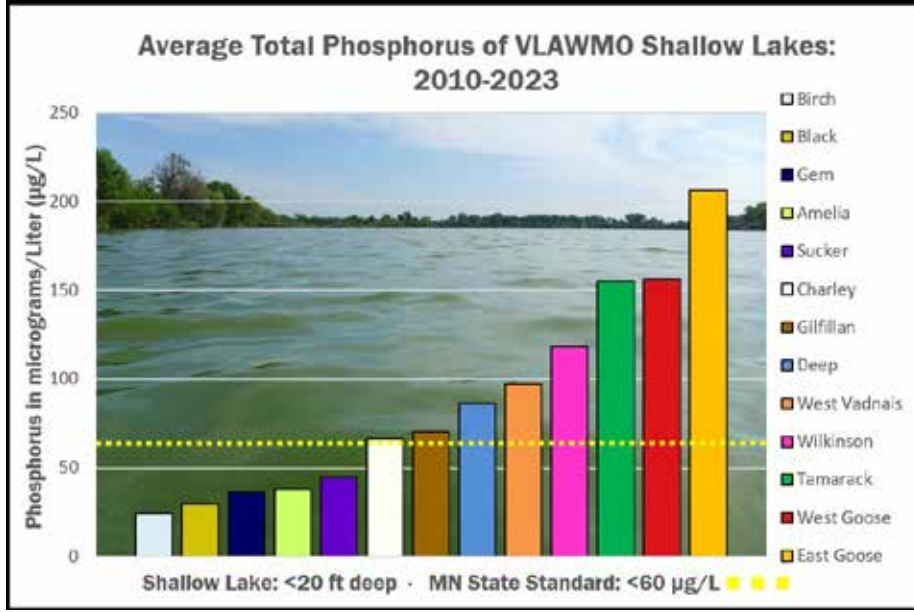 Average Total Phosphorus of VLAWMO Shallow Lakes:
2010-2023
Phosphorus in micrograms/Liter (µg/L)
250
200
150
100
50
0
Birch
Black
Gem
Amelia
Sucker
Charley
Gilfillan
Deep
West Vadnais
Wilkinson
Tamarack
West Goose
East Goose
Shallow Lake: <20 ft deep · MN State Standard: <60 µg/L